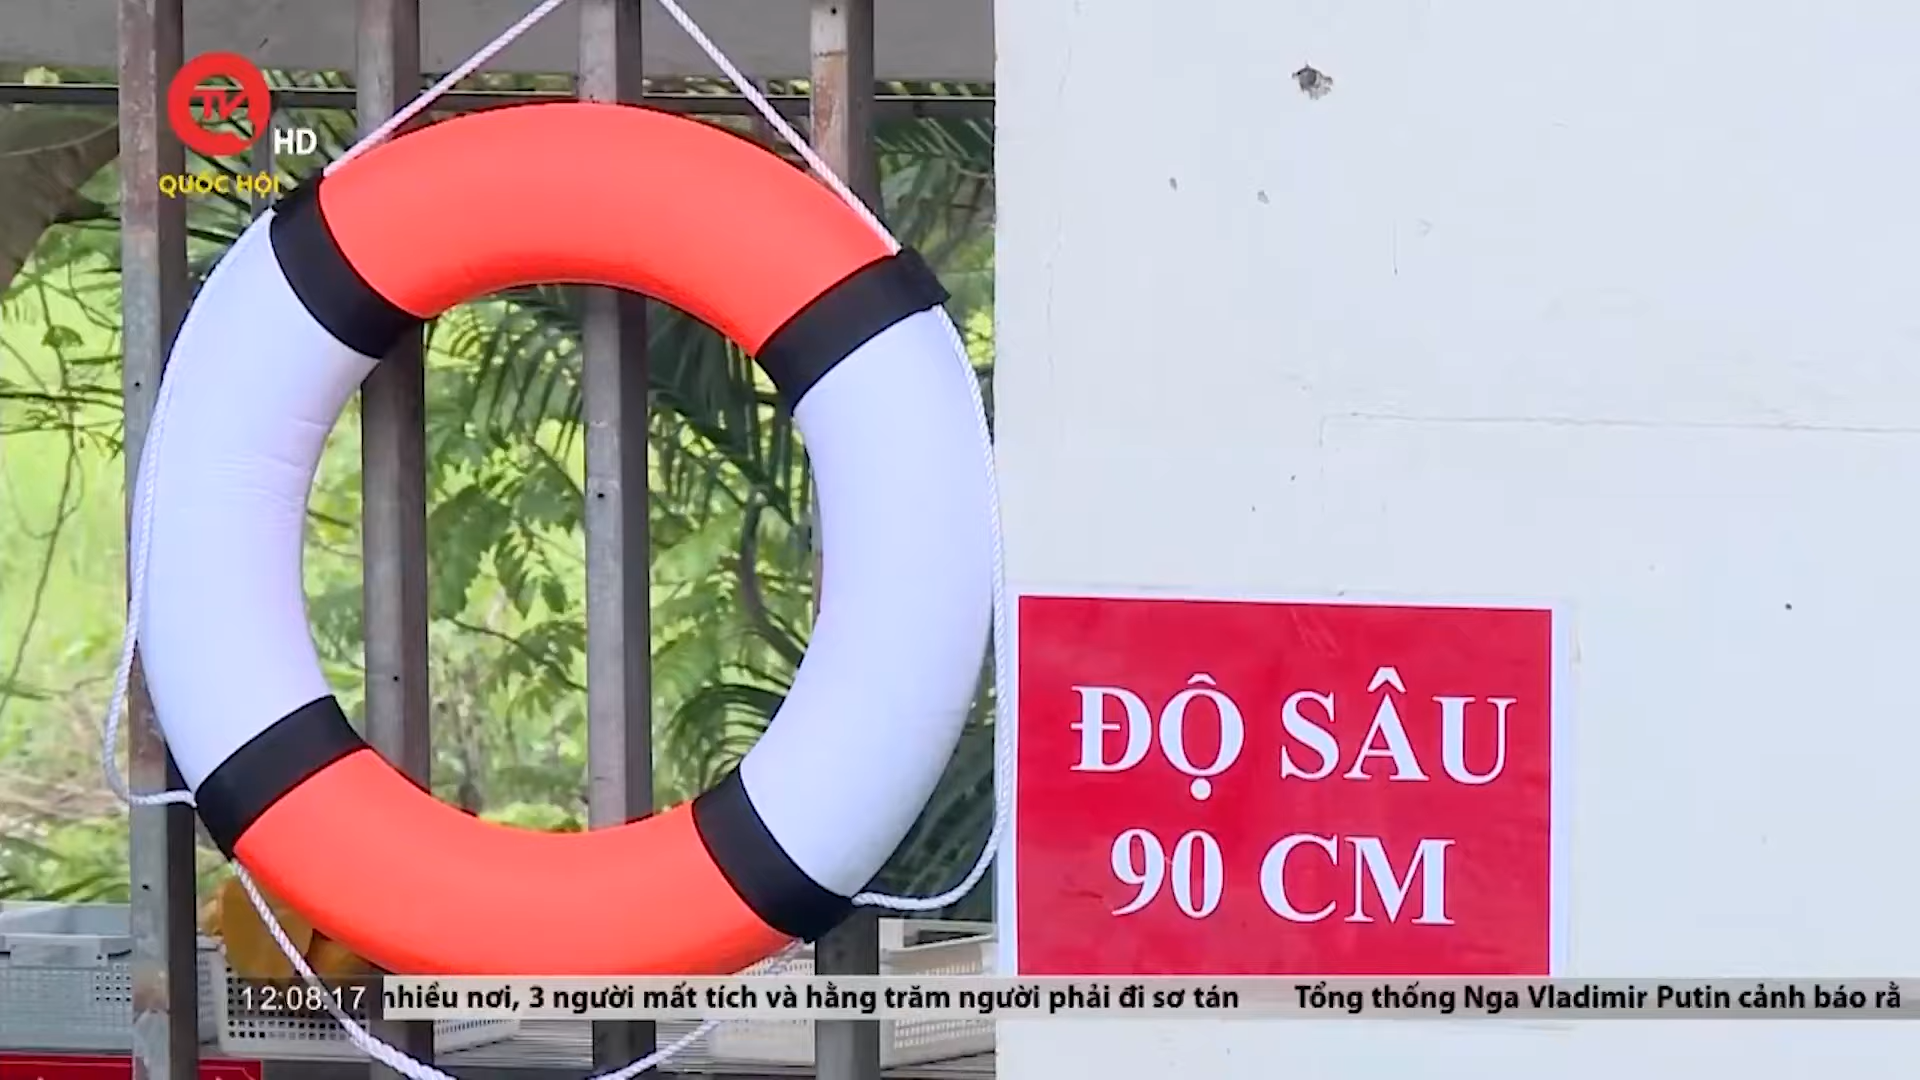 TV
HD
QUỐC HỘI
ĐỘ SÂU
90 CM
12:08:17
nhiều nơi, 3 người mất tích và hằng trăm người phải đi sơ tán
Tổng thống Nga Vladimir Putin cảnh báo rằ